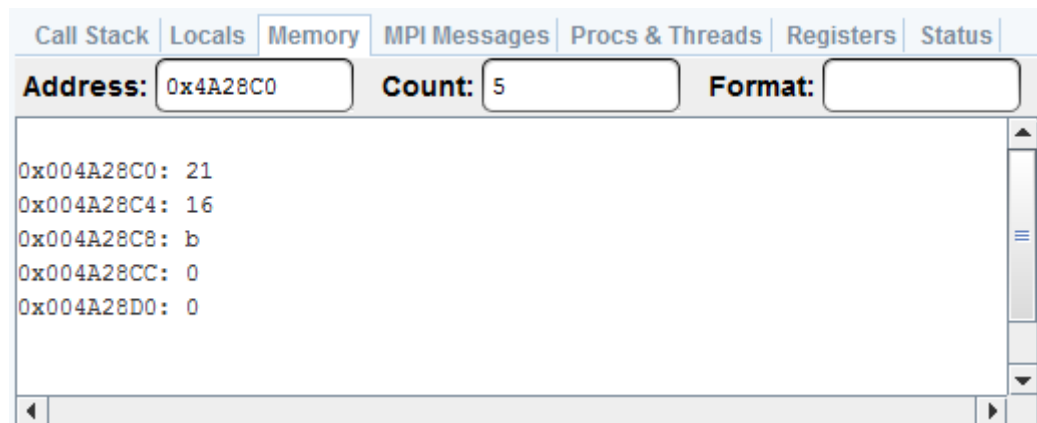 Call Stack Locals Memory MPI Messages Procs & Threads Registers Status
Address: 0x4A28C0 Count: 5 Format:
0x004A28C0: 21
0x004A28C4: 16
0x004A28C8: b
0x004A28CC: 0
0x004A28D0: 0